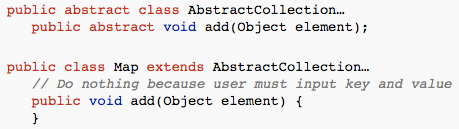 public abstract class AbstractCollection…
public abstract void add(Object element);
public class Map extends AbstractCollection…
// Do nothing because user must input key and value
public void add(Object element) {
}